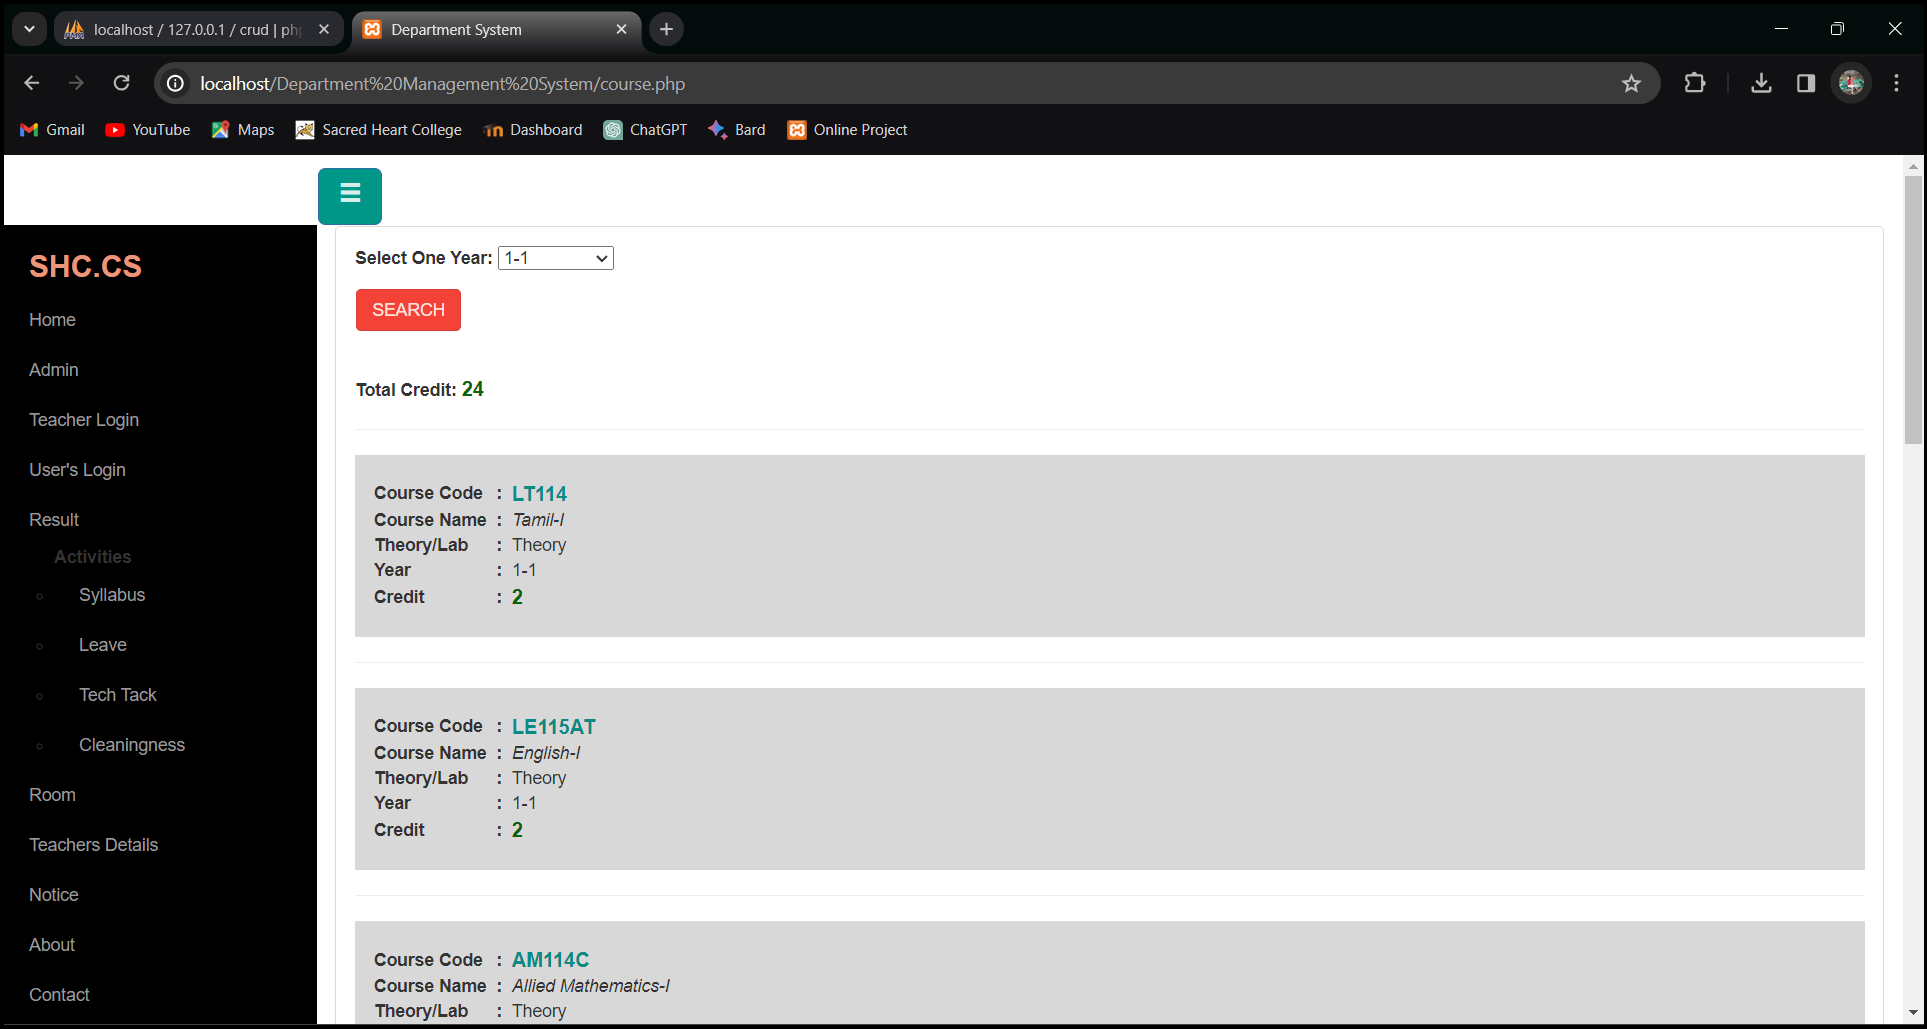 localhost / 127.0.0.1 / crud | php
Department System
localhost/Department%20Management%20System/course.php
Gmail
YouTube
Maps
Sacred Heart College
Dashboard
ChatGPT
Bard
Online Project
SHC.CS
Home
Admin
Teacher Login
User's Login
Result
Activities
Syllabus
Leave
Tech Tack
Cleaningness
Room
Teachers Details
Notice
About
Contact
Select One Year: 1-1
SEARCH
Total Credit: 24
Course Code : LT114
Course Name : Tamil-I
Theory/Lab : Theory
Year : 1-1
Credit : 2
Course Code : LE115AT
Course Name : English-I
Theory/Lab : Theory
Year : 1-1
Credit : 2
Course Code : AM114C
Course Name : Allied Mathematics-I
Theory/Lab : Theory